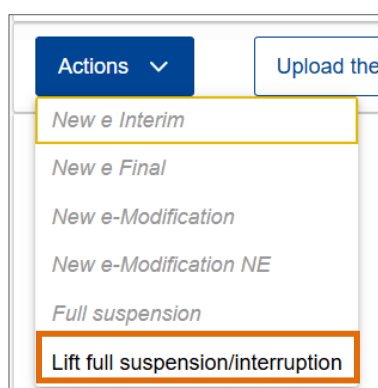 Actions
Upload the
New e Interim
New e Final
New e-Modification
New e-Modification NE
Full suspension
Lift full suspension/interruption